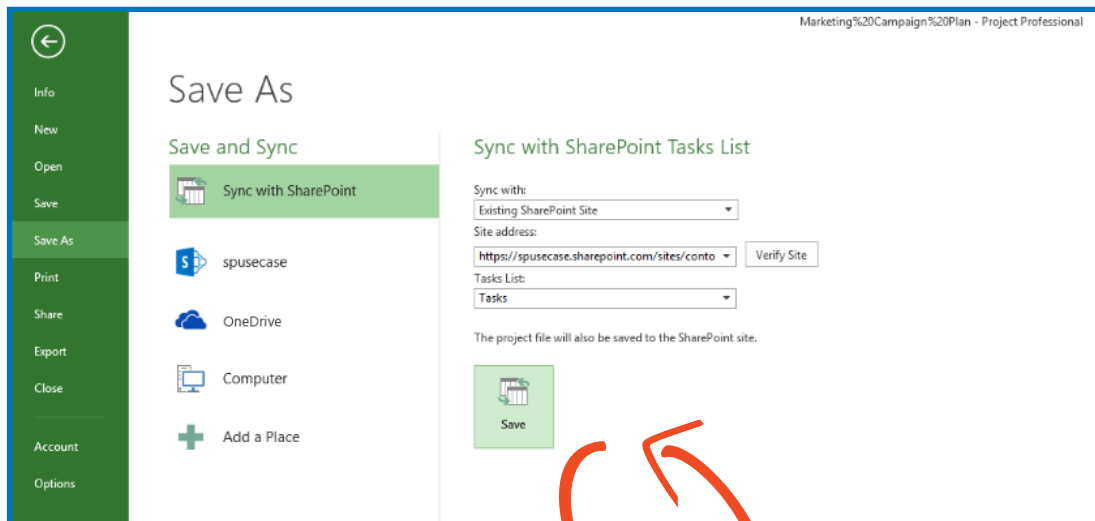 Marketing%20Campaign%20Plan - Project Professional
Info
New
Open
Save
Save As
Print
Share
Export
Close
Account
Options
Save As
Save and Sync
Sync with SharePoint
spusecase
OneDrive
Computer
Add a Place
Sync with SharePoint Tasks List
Sync with:
Existing SharePoint Site
Site address:
https://spusecase.sharepoint.com/sites/conto
Verify Site
Tasks List:
Tasks
The project file will also be saved to the SharePoint site.
Save